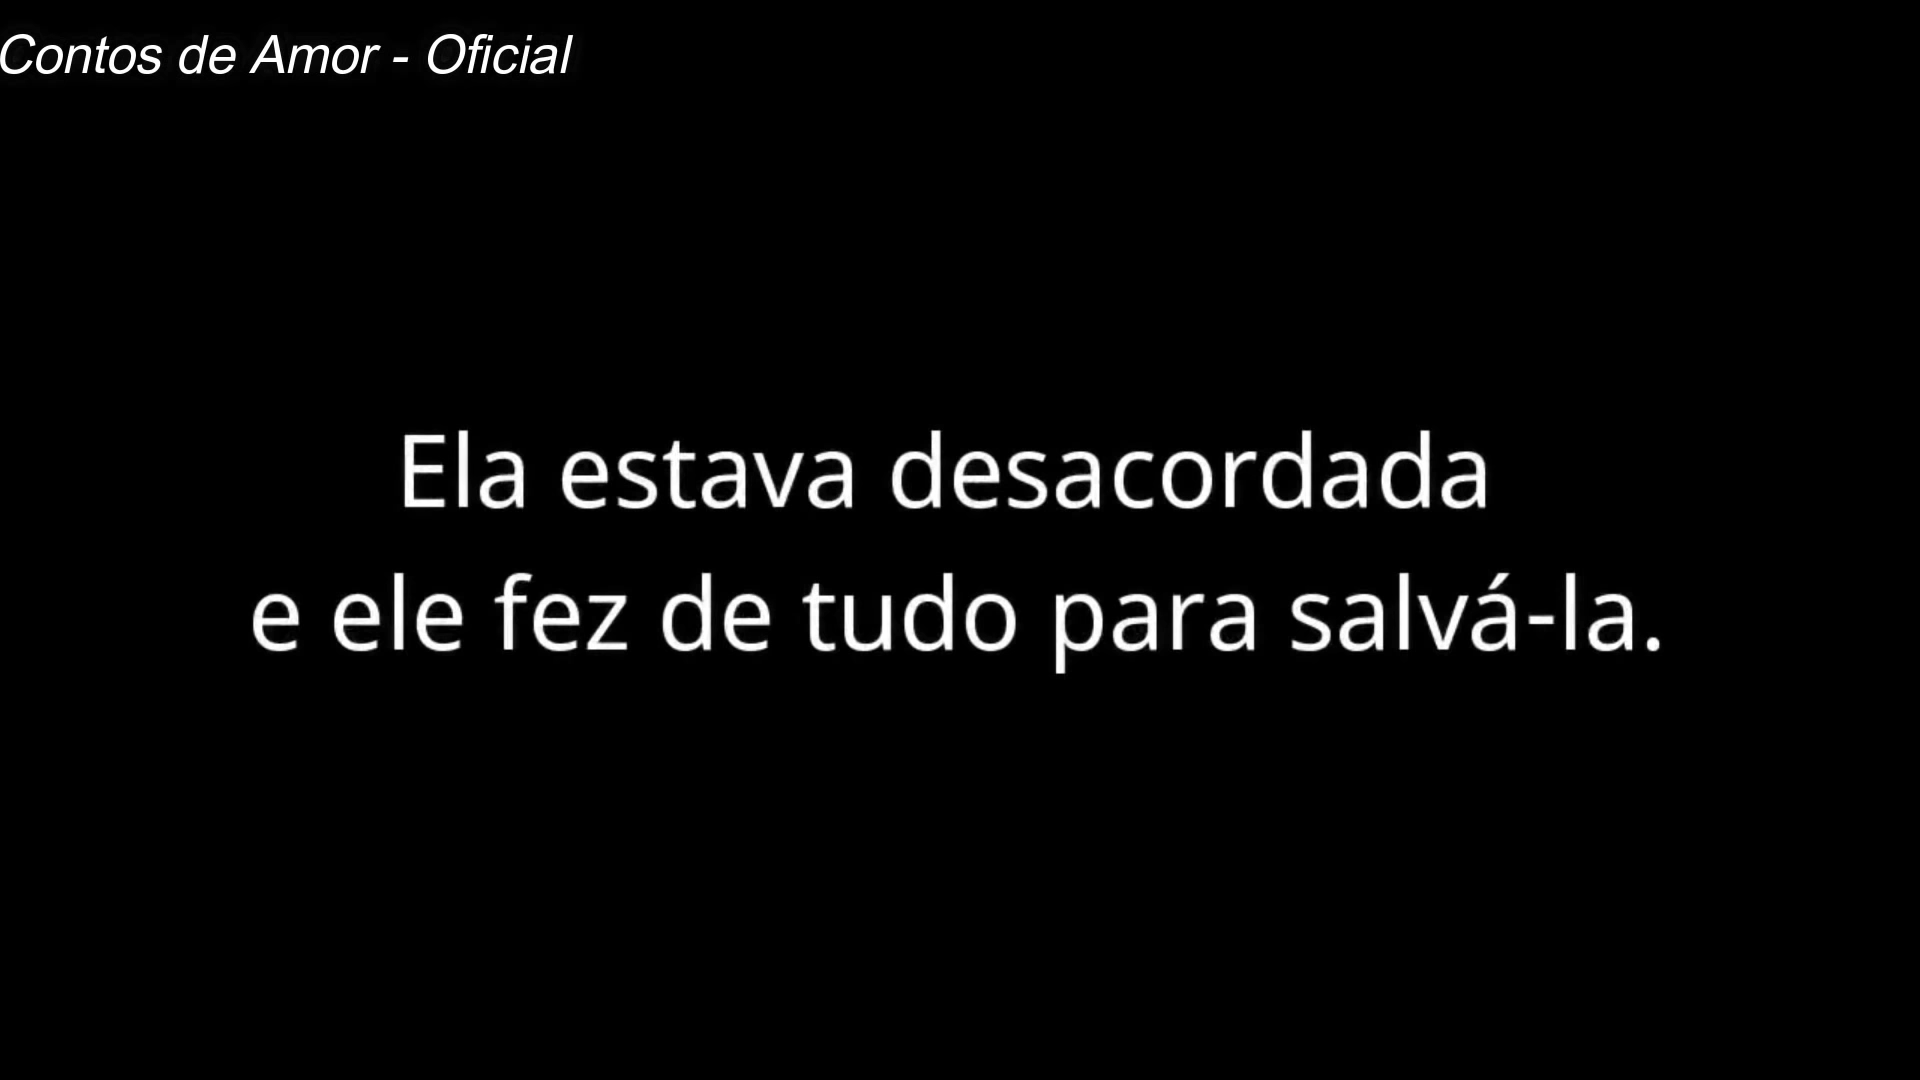 Contos de Amor - Oficial
Ela estava desacordada
e ele fez de tudo para salvá-la.